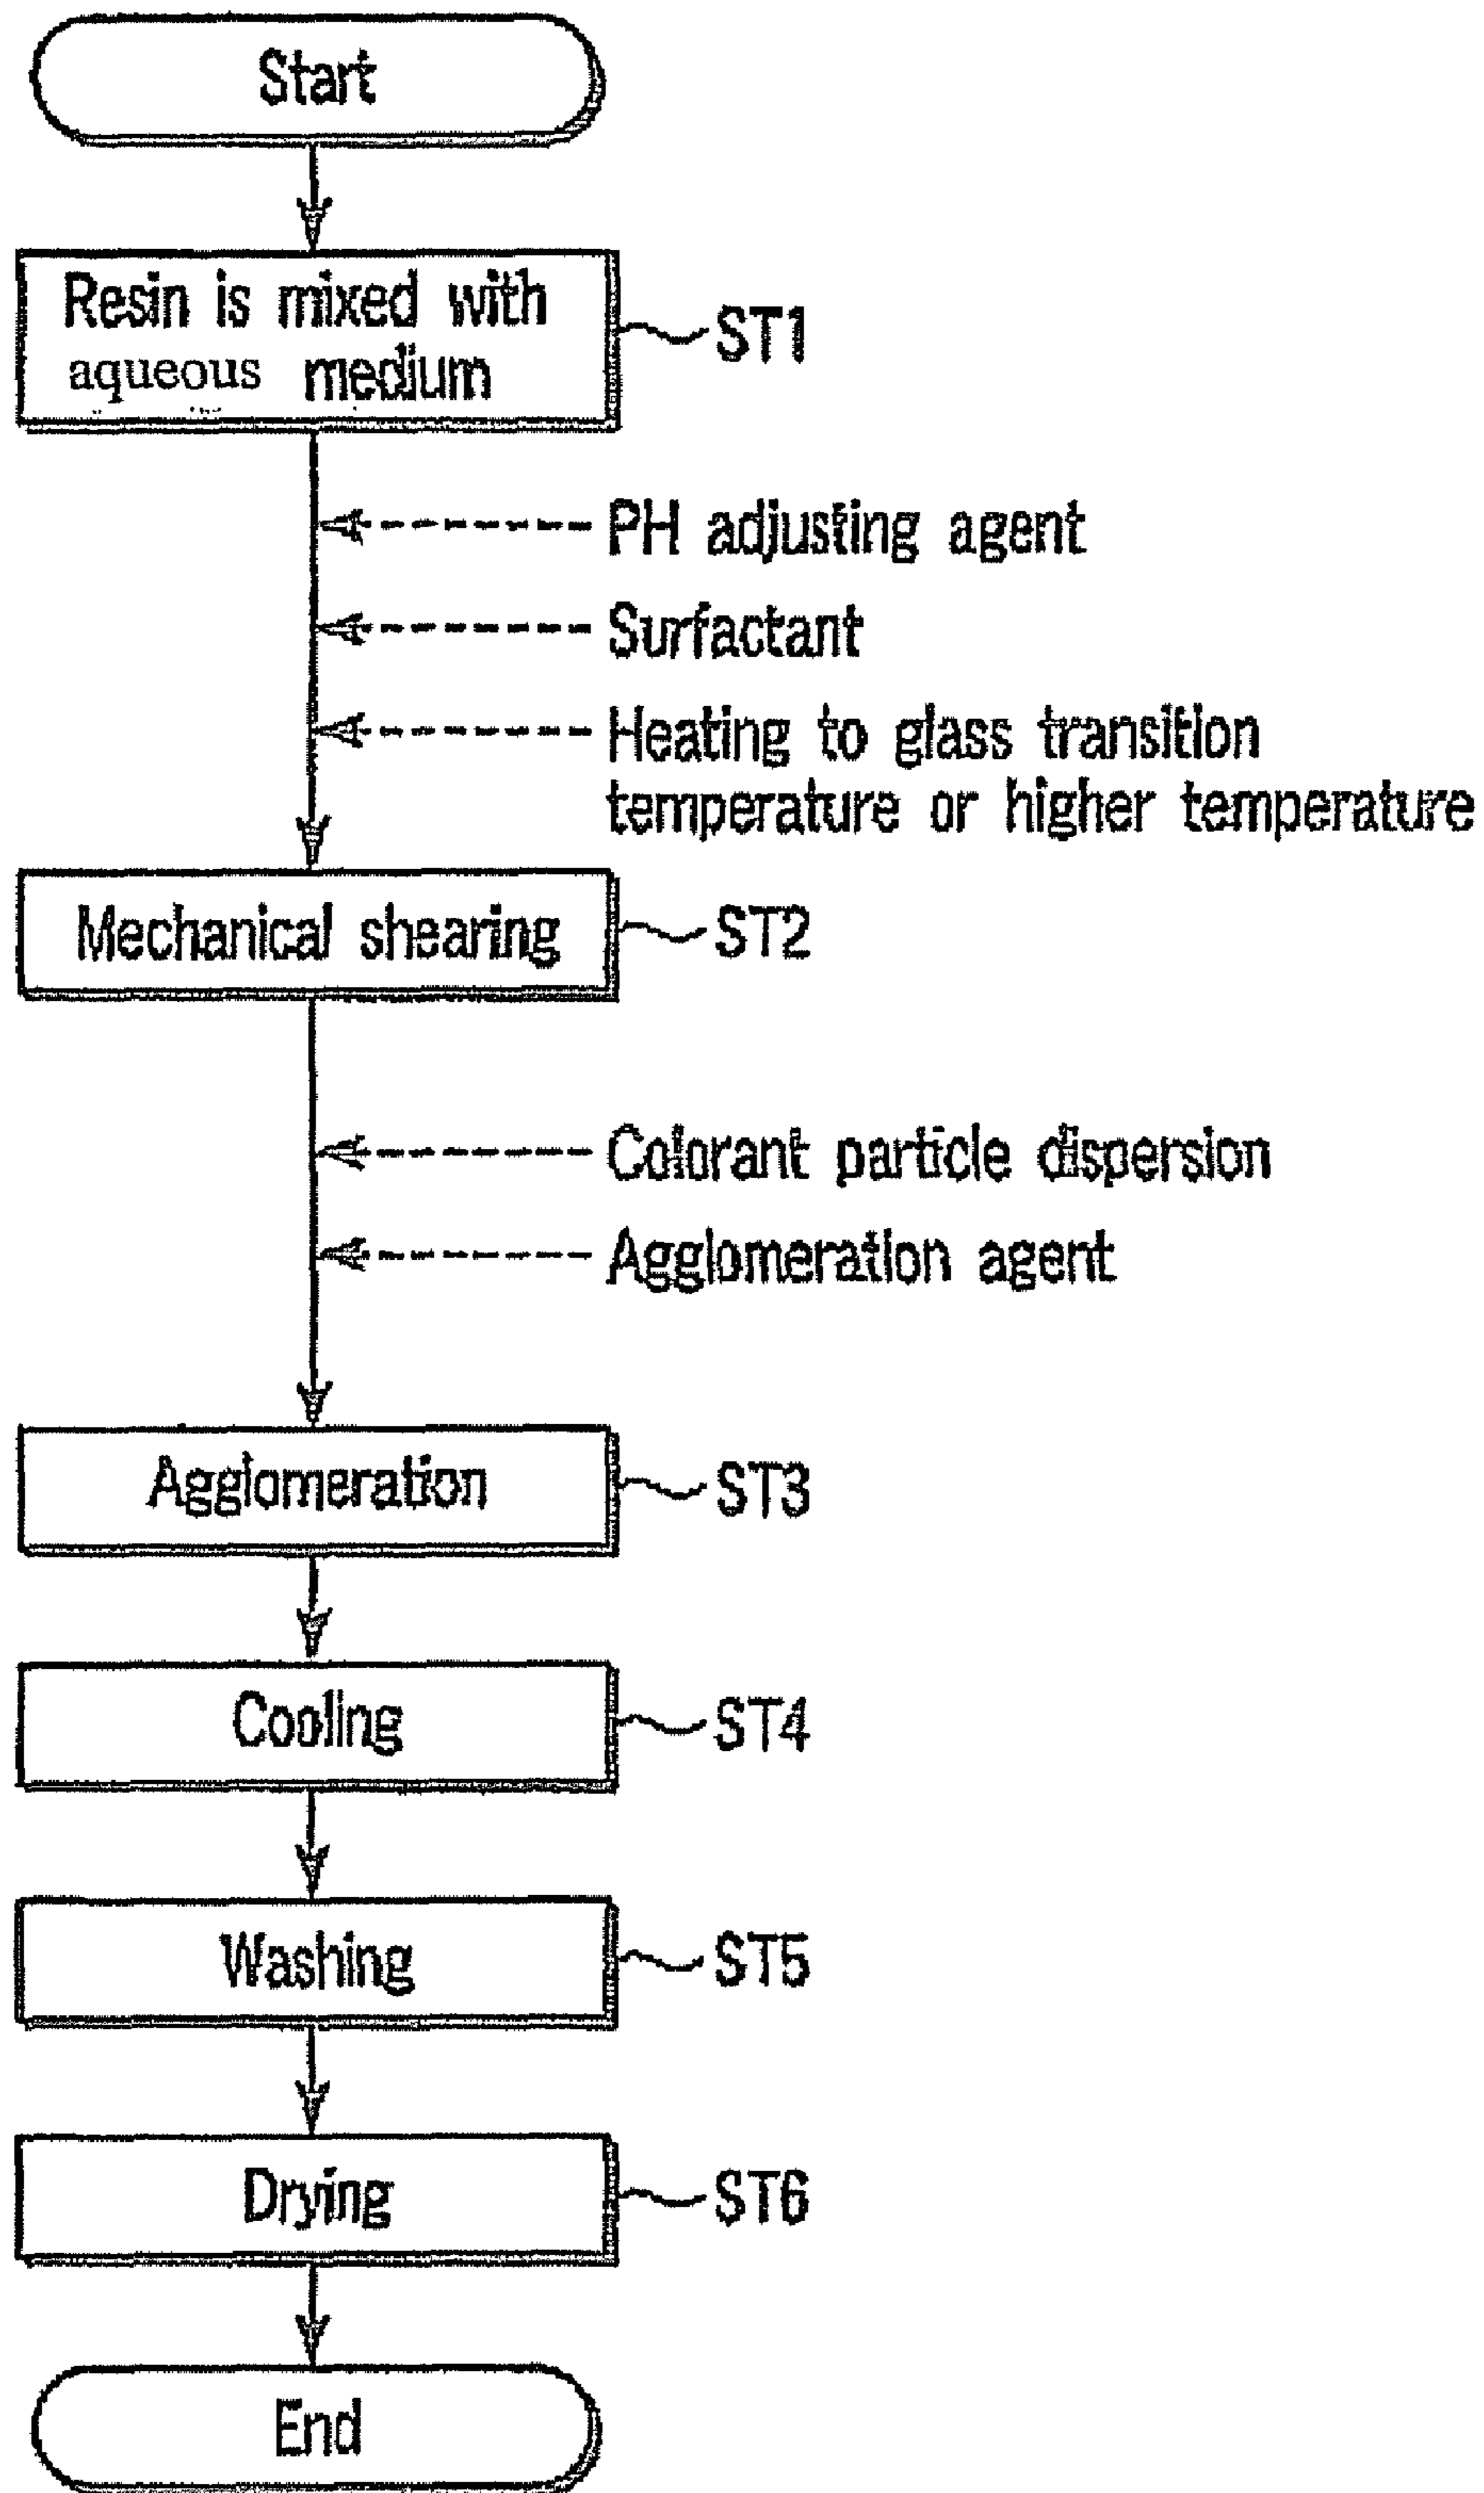 Start
Resin is mixed with
aqueous medium
ST1
PH adjusting agent
Surfactant
Heating to glass transition
temperature or higher temperature
Mechanical shearing
ST2
Colorant particle dispersion
Agglomeration agent
Agglomeration
ST3
Cooling
ST4
Washing
ST5
Drying
ST6
End